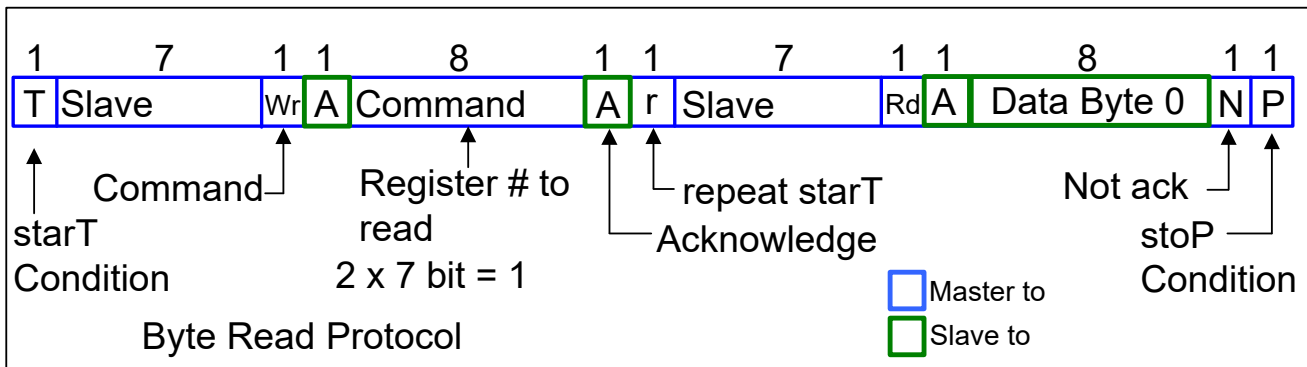 1 7 1 1 8 1 1 7 1 1 8 1 1
T Slave Wr A Command A r Slave Rd A Data Byte 0 N P
Command
Register # to
read
2 x 7 bit = 1
repeat starT
Acknowledge
Not ack
starT
Condition
stoP
Condition
Master to
Slave to
Byte Read Protocol